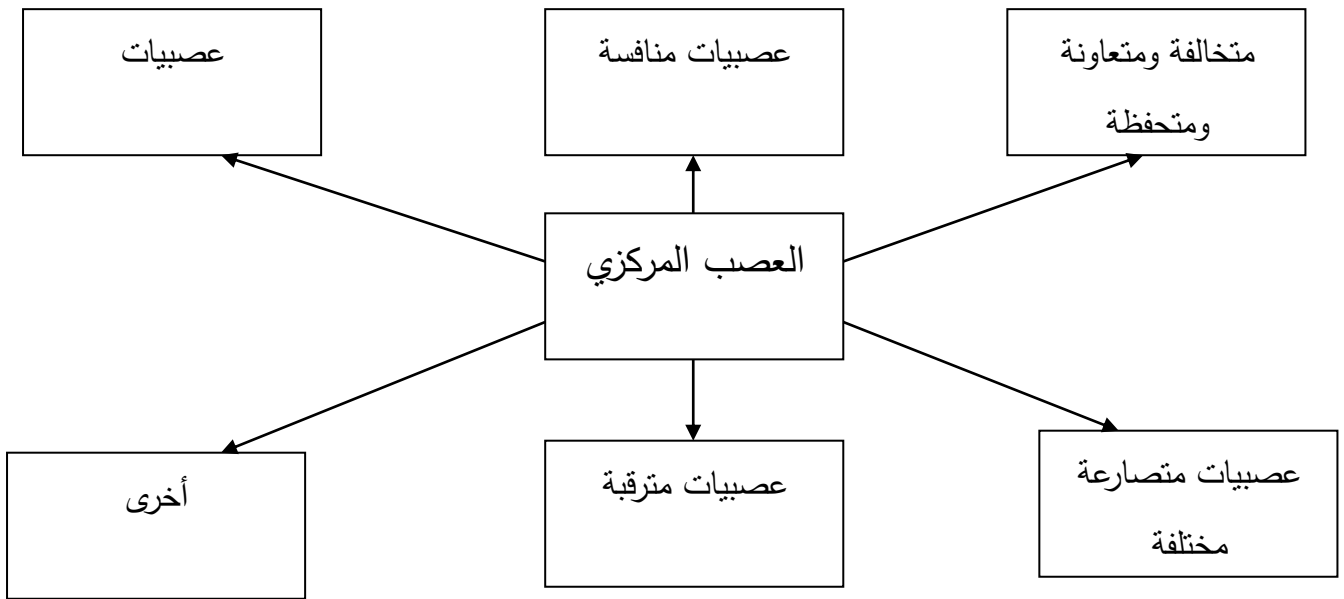 متخالفة ومتعاونة
ومتحفظة
عصبيات منافسة
عصبيات
العصب المركزي
عصبيات متصارعة
مختلفة
عصبيات مترقبة
أخرى